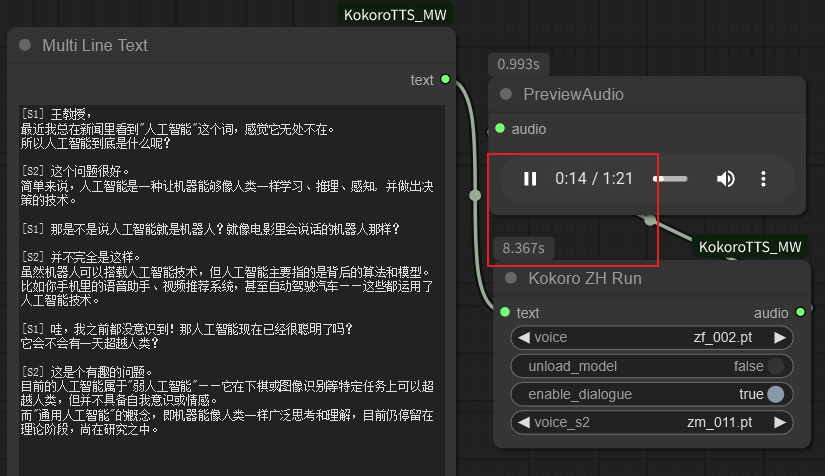 KokoroTTS_MW
Multi Line Text
text
[S1] 王教授，
最近我总在新闻里看到"人工智能"这个词，感觉它无处不在。
所以人工智能到底是什么呢？
[S2] 这个问题很好。
简单来说，人工智能是一种让机器能够像人类一样学习、推理、感知、并做出决
策的技术。
[S1] 那是不是说人工智能就是机器人？就像电影里会说话的机器人那样？
[S2] 并不完全是这样。
虽然机器人可以搭载人工智能技术，但人工智能主要指的是背后的算法和模型。
比如你手机里的语音助手、视频推荐系统，甚至自动驾驶汽车——这些都运用了
人工智能技术。
[S1] 哇，我之前都没意识到！那人工智能现在已经很聪明了吗？
它会不会有一天超越人类？
[S2] 这是个有趣的问题。
目前的人工智能属于"弱人工智能"——它在下棋或图像识别等特定任务上可以超
越人类，但并不具备自我意识或情感。
而"通用人工智能"的概念，即机器能像人类一样广泛思考和理解，目前仍停留在
理论阶段，尚在研究之中。
0.993s
PreviewAudio
audio
0:14 / 1:21
8.367s
KokoroTTS_MW
Kokoro ZH Run
text audio
voice zf_002.pt
unload_model false
enable_dialogue true
voice_s2 zm_011.pt